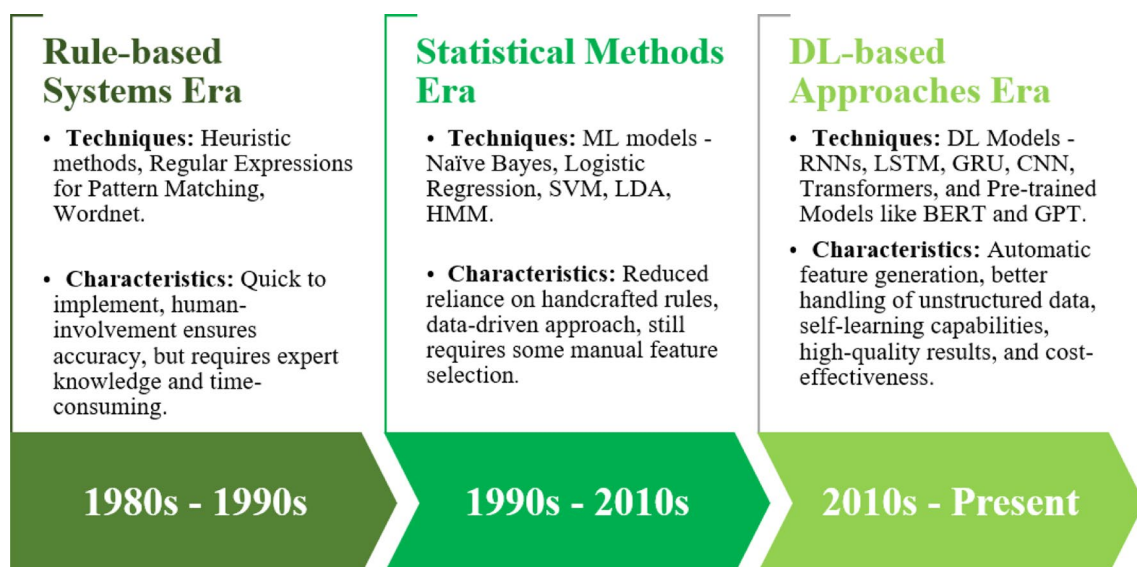 Rule-based
Systems Era
• Techniques: Heuristic
methods, Regular Expressions
for Pattern Matching,
Wordnet.
• Characteristics: Quick to
implement, human-
involvement ensures
accuracy, but requires expert
knowledge and time-
consuming.
1980s - 1990s
Statistical Methods
Era
• Techniques: ML models -
Naïve Bayes, Logistic
Regression, SVM, LDA,
HMM.
• Characteristics: Reduced
reliance on handcrafted rules,
data-driven approach, still
requires some manual feature
selection.
1990s - 2010s
DL-based
Approaches Era
• Techniques: DL Models -
RNNs, LSTM, GRU, CNN,
Transformers, and Pre-trained
Models like BERT and GPT.
• Characteristics: Automatic
feature generation, better
handling of unstructured data,
self-learning capabilities,
high-quality results, and cost-
effectiveness.
2010s - Present